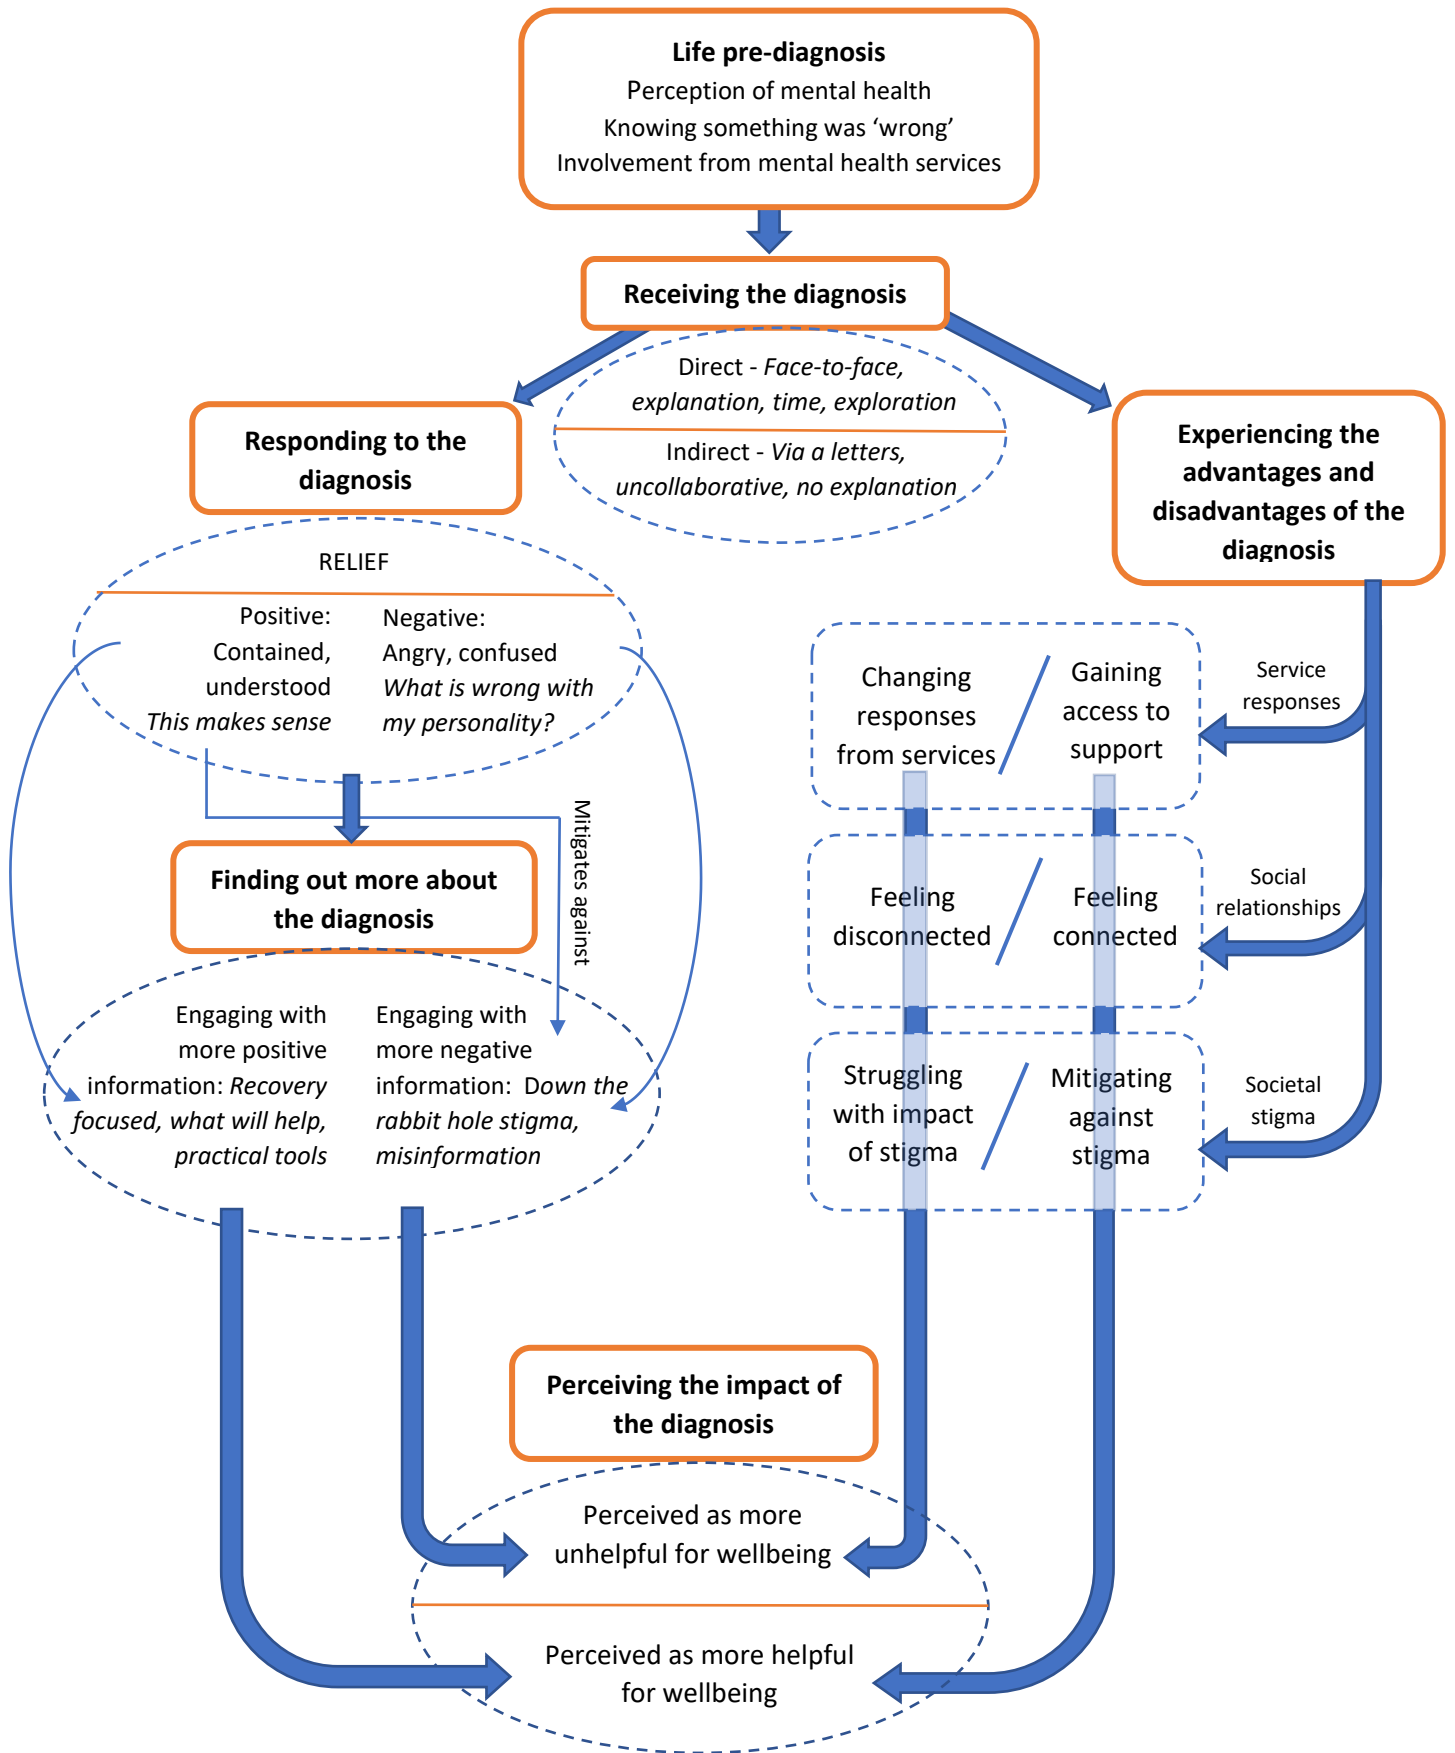 Life pre-diagnosis
Perception of mental health
Knowing something was ‘wrong’
Involvement from mental health services
Receiving the diagnosis
Direct - Face-to-face,
explanation, time, exploration
Indirect - Via a letters,
uncollaborative, no explanation
Responding to the
diagnosis
RELIEF
Positive:
Contained,
understood
This makes sense
Negative:
Angry, confused
What is wrong with
my personality?
Mitigates against
Finding out more about
the diagnosis
Engaging with
more positive
information: Recovery
focused, what will help,
practical tools
Engaging with
more negative
information:  Down the
rabbit hole stigma,
misinformation
Experiencing the
advantages and
disadvantages of the
diagnosis
Changing
responses
from services
Gaining
access to
support
Service
responses
Feeling
disconnected
Feeling
connected
Social
relationships
Struggling
with impact
of stigma
Mitigating
against
stigma
Societal
stigma
Perceiving the impact of
the diagnosis
Perceived as more
unhelpful for wellbeing
Perceived as more helpful
for wellbeing